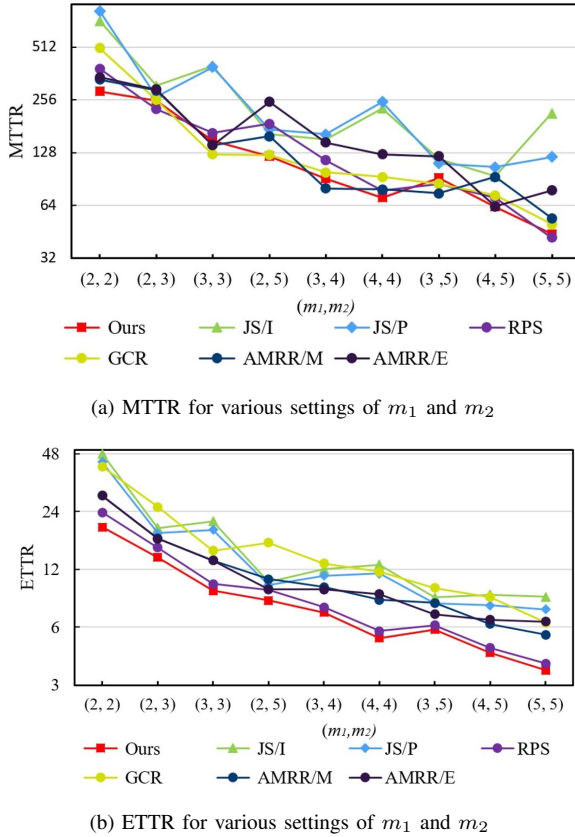 512
256
128
64
32
MTTR
(2, 2) (2, 3) (3, 3) (2, 5) (3, 4) (4, 4) (3 ,5) (4, 5) (5, 5)
(m1,m2)
Ours JS/I JS/P RPS
GCR AMRR/M AMRR/E
(a) MTTR for various settings of m1 and m2
48
24
12
6
3
ETTR
(2, 2) (2, 3) (3, 3) (2, 5) (3, 4) (4, 4) (3 ,5) (4, 5) (5, 5)
(m1,m2)
Ours JS/I JS/P RPS
GCR AMRR/M AMRR/E
(b) ETTR for various settings of m1 and m2